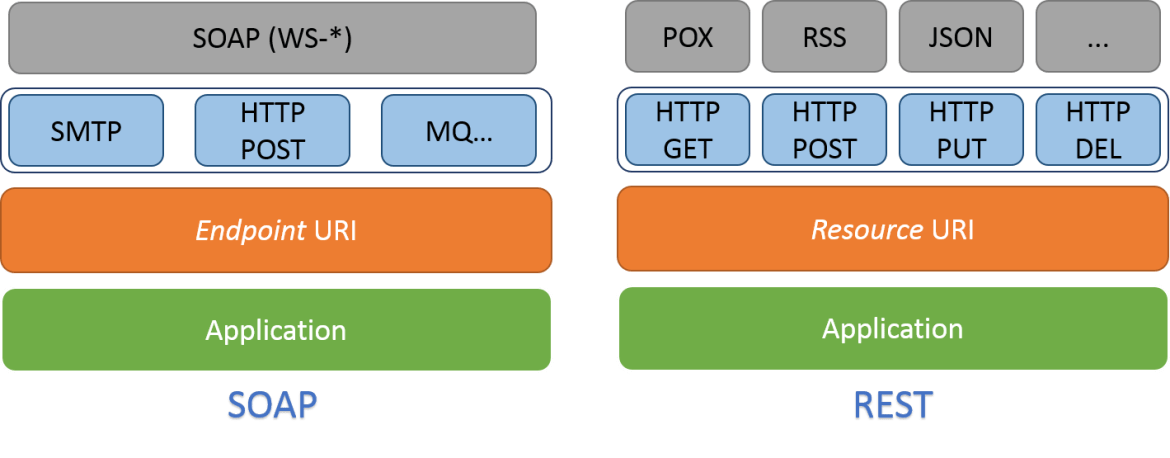 SOAP (WS-*)
SMTP
HTTP
POST
MQ...
Endpoint URI
Application
SOAP
POX
RSS
JSON
...
HTTP
GET
HTTP
POST
HTTP
PUT
HTTP
DEL
Resource URI
Application
REST